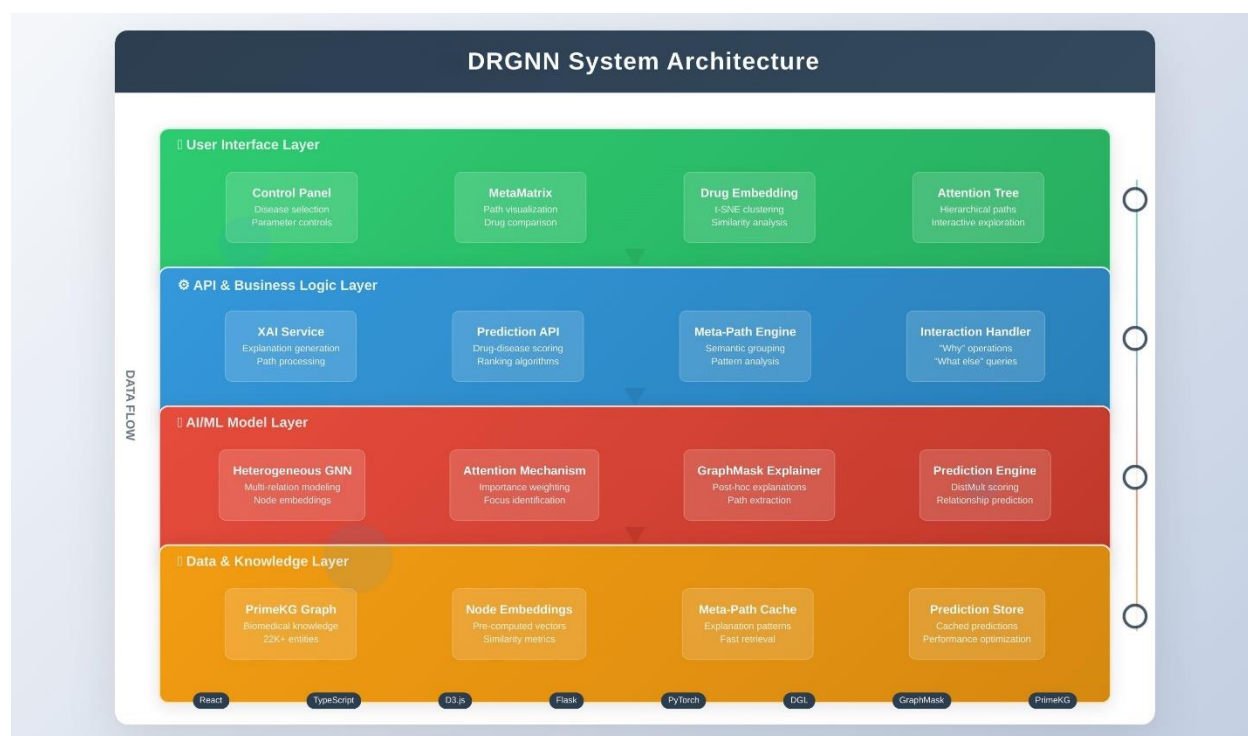 DRGNN System Architecture
User Interface Layer
Control Panel
Disease selection
Parameter controls
MetaMatrix
Path visualization
Drug comparison
Drug Embedding
t-SNE clustering
Similarity analysis
Attention Tree
Hierarchical paths
Interactive exploration
DATA FLOW
⚙ API & Business Logic Layer
XAI Service
Explanation generation
Path processing
Prediction API
Drug-disease scoring
Ranking algorithms
Meta-Path Engine
Semantic grouping
Pattern analysis
Interaction Handler
"Why" operations
"What else" queries
AI/ML Model Layer
Heterogeneous GNN
Multi-relation modeling
Node embeddings
Attention Mechanism
Importance weighting
Focus identification
GraphMask Explainer
Post-hoc explanations
Path extraction
Prediction Engine
DistMult scoring
Relationship prediction
Data & Knowledge Layer
PrimeKG Graph
Biomedical knowledge
22K+ entities
Node Embeddings
Pre-computed vectors
Similarity metrics
Meta-Path Cache
Explanation patterns
Fast retrieval
Prediction Store
Cached predictions
Performance optimization
React
TypeScript
D3.js
Flask
PyTorch
DGL
GraphMask
PrimeKG